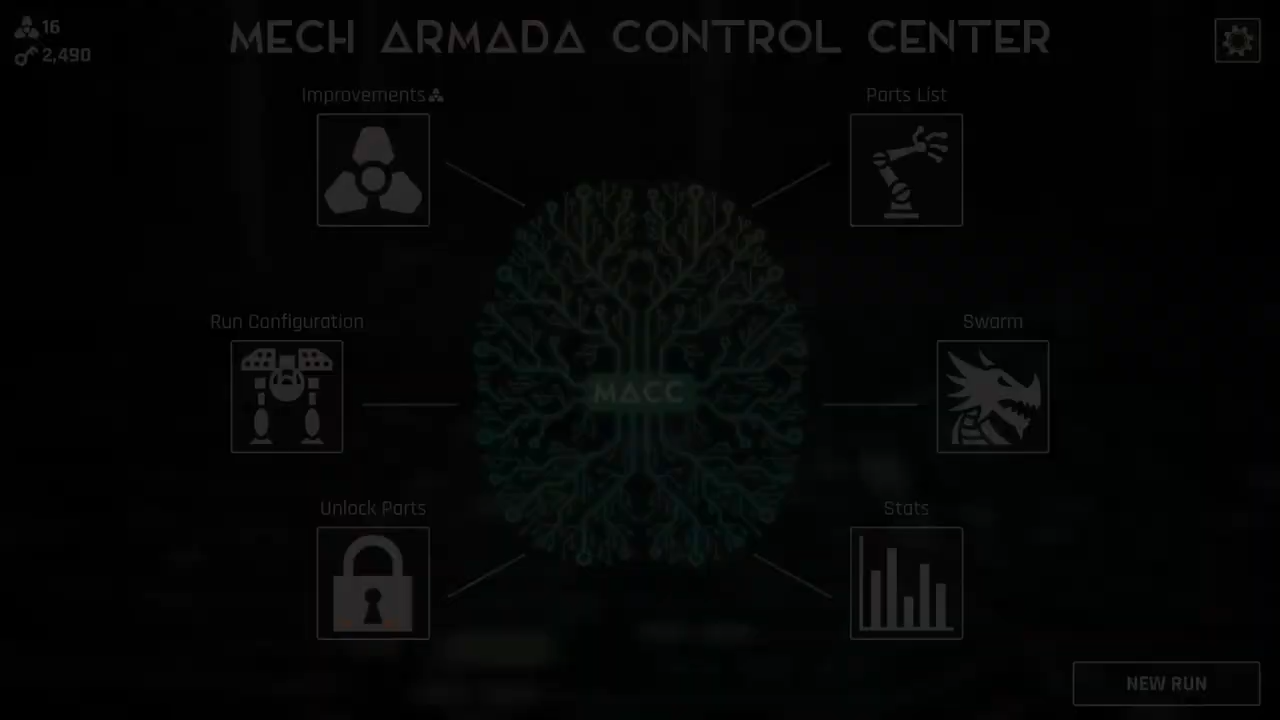 16
2,490
MECH ARMADA CONTROL CENTER
Improvements
Parts List
Run Configuration
Swarm
MACC
Unlock Parts
Stats
NEW RUN